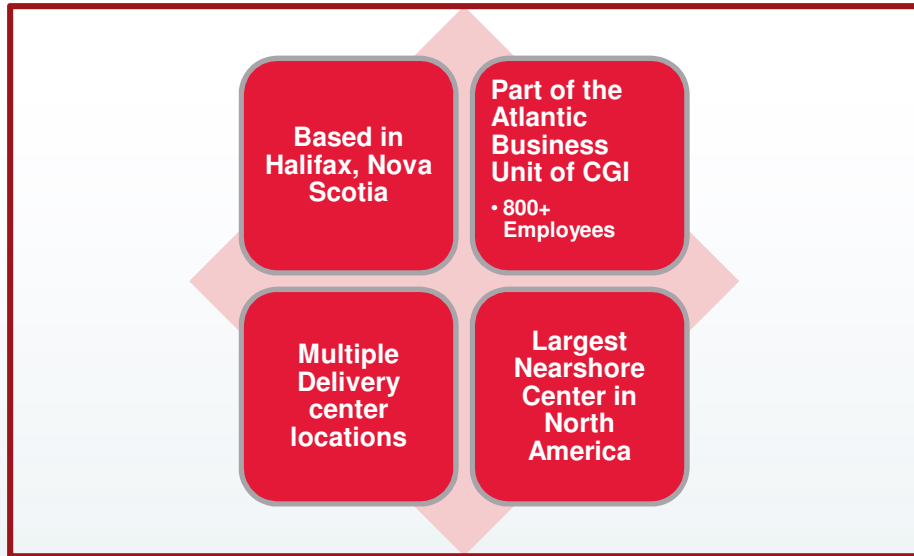 Based in
Halifax, Nova
Scotia
Part of the
Atlantic
Business
Unit of CGI
• 800+
Employees
Multiple
Delivery
center
locations
Largest
Nearshore
Center in
North
America